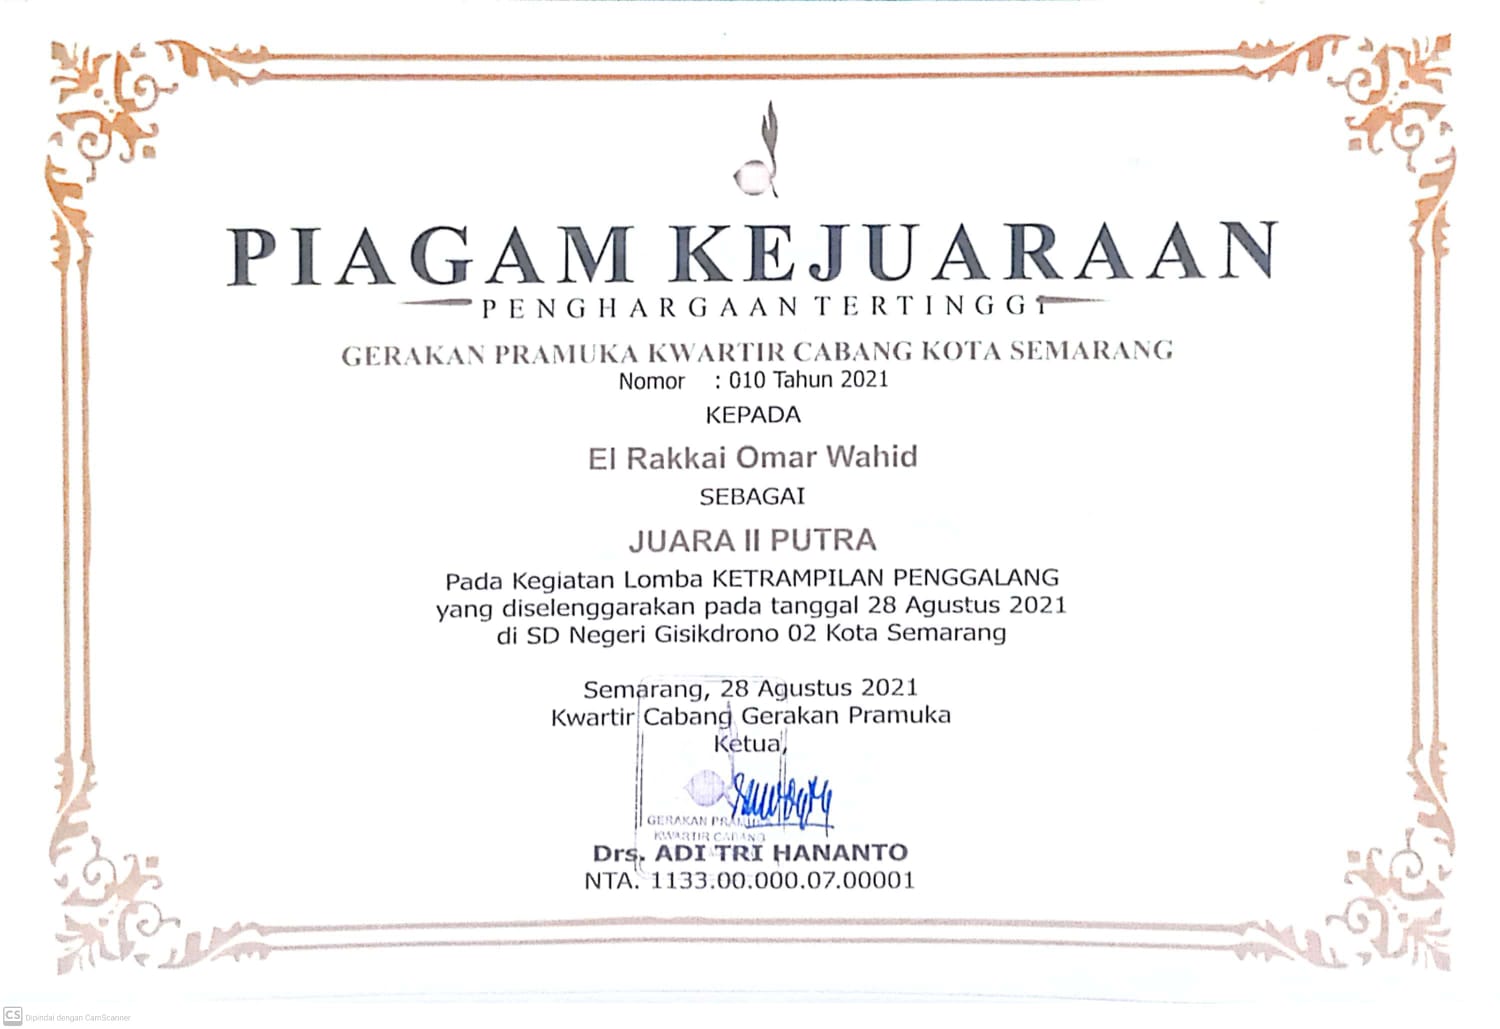 PIAGAM KEJUARAAN
PENGHARGAAN TERTINGGI
GERAKAN PRAMUKA KWARTIR CABANG KOTA SEMARANG
Nomor : 010 Tahun 2021
KEPADA
El Rakkai Omar Wahid
SEBAGAI
JUARA II PUTRA
Pada Kegiatan Lomba KETRAMPILAN PENGGALANG
yang diselenggarakan pada tanggal 28 Agustus 2021
di SD Negeri Gisikdrono 02 Kota Semarang
Semarang, 28 Agustus 2021
Kwartir Cabang Gerakan Pramuka
Ketua,
GERAKAN PRAMUKA
KWARTIR CABANG
Drs. ADI TRI HANANTO
NTA. 1133.00.000.07.00001
CS Dipindai dengan CamScanner